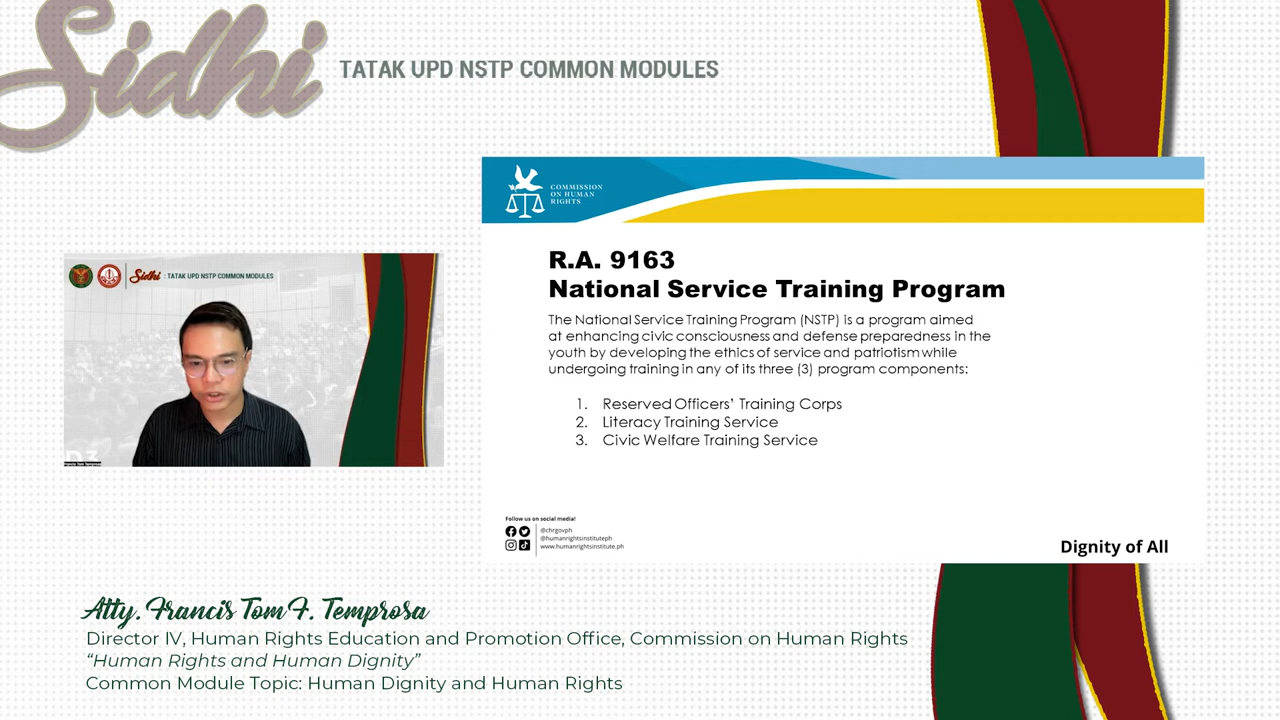 Sidhi
TATAK UPD NSTP COMMON MODULES
COMMISSION
ON HUMAN
RIGHTS
R.A. 9163
National Service Training Program
The National Service Training Program (NSTP) is a program aimed
at enhancing civic consciousness and defense preparedness in the
youth by developing the ethics of service and patriotism while
undergoing training in any of its three (3) program components:
1. Reserved Officers’ Training Corps
2. Literacy Training Service
3. Civic Welfare Training Service
Follow us on social media!
@chrgovph
@humanrightsinstituteph
www.humanrightsinstitute.ph
Dignity of All
Sidhi : TATAK UPD NSTP COMMON MODULES
Francis Tom Temprosa
Atty. Francis Tom F. Temprosa
Director IV, Human Rights Education and Promotion Office, Commission on Human Rights
“Human Rights and Human Dignity”
Common Module Topic: Human Dignity and Human Rights